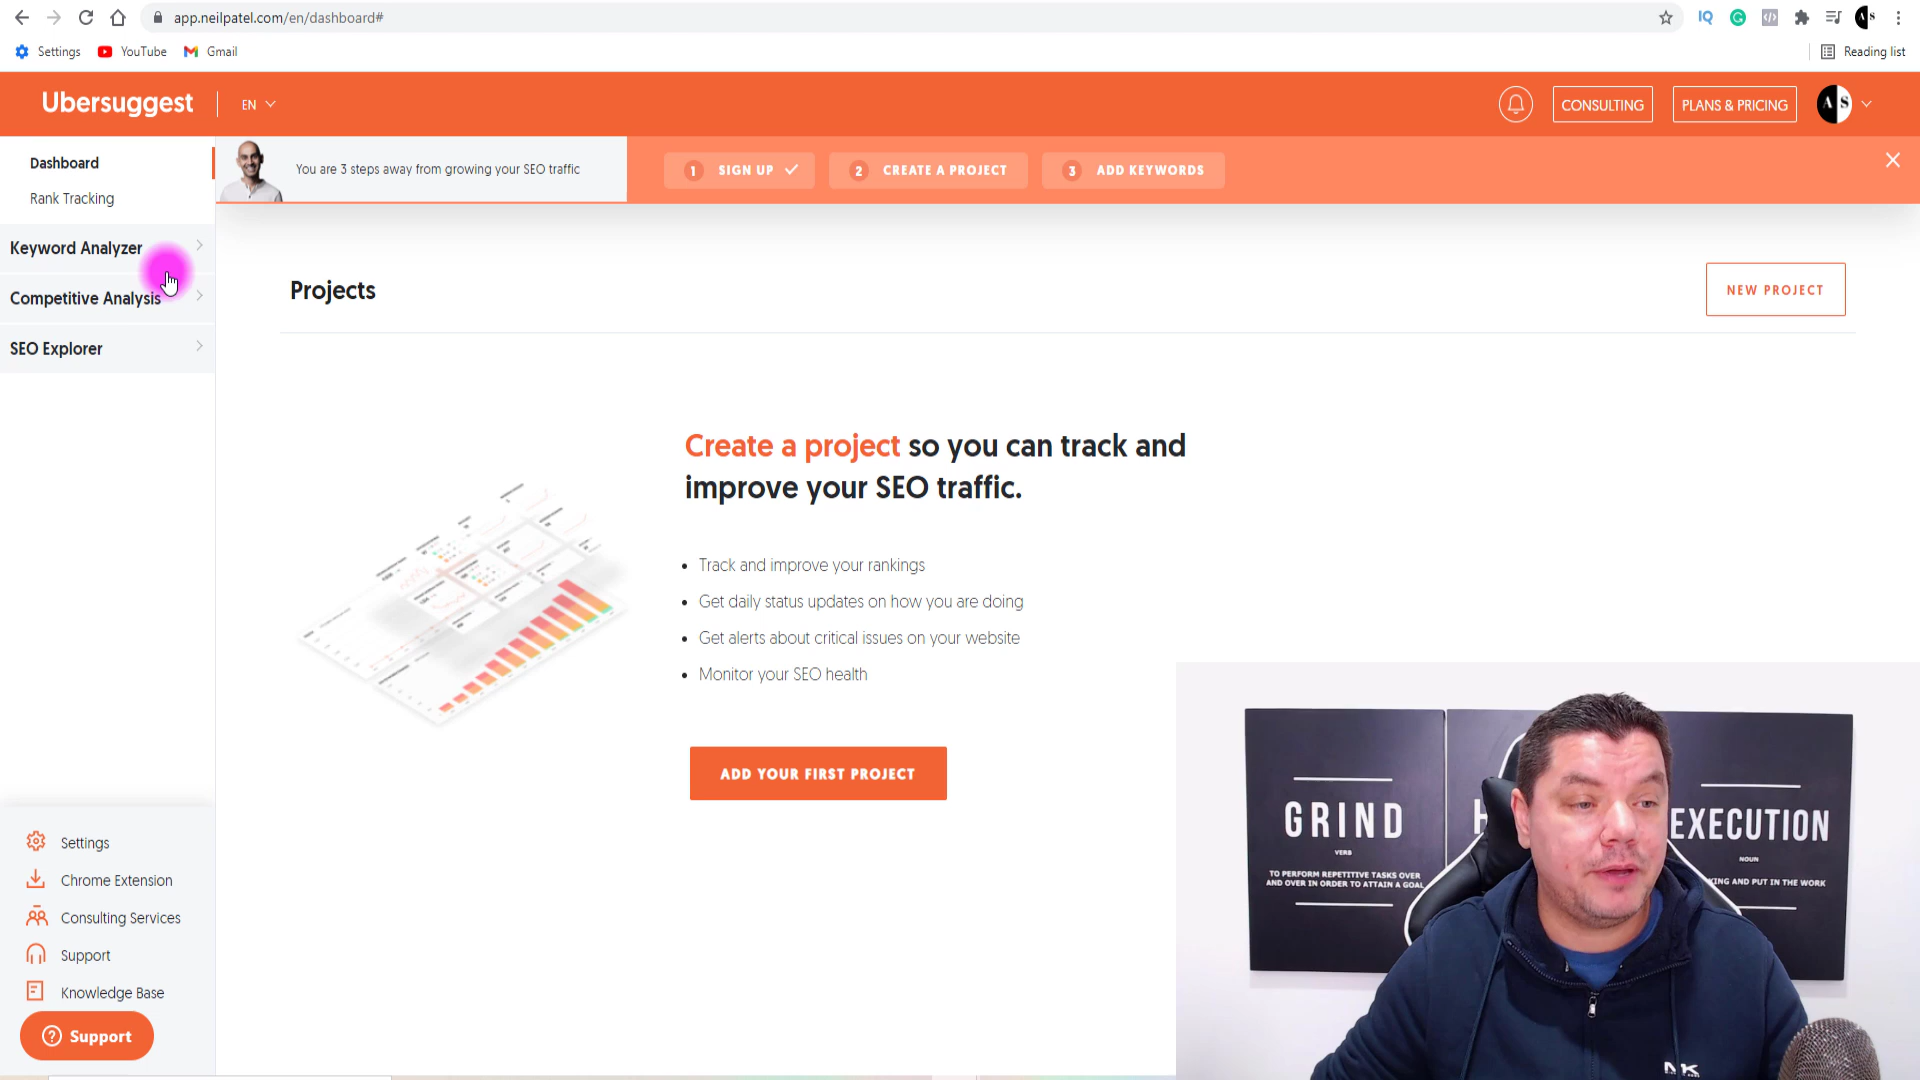 app.neilpatel.com/en/dashboard#
Settings
YouTube
Gmail
Reading list
Ubersuggest
EN
CONSULTING
PLANS & PRICING
A S
Dashboard
Rank Tracking
Keyword Analyzer
Competitive Analysis
SEO Explorer
You are 3 steps away from growing your SEO traffic
1 SIGN UP
2 CREATE A PROJECT
3 ADD KEYWORDS
Projects
NEW PROJECT
Create a project so you can track and
improve your SEO traffic.
Track and improve your rankings
Get daily status updates on how you are doing
Get alerts about critical issues on your website
Monitor your SEO health
ADD YOUR FIRST PROJECT
Settings
Chrome Extension
Consulting Services
Support
Knowledge Base
Support
GRIND
VERB
TO PERFORM REPETITIVE TASKS OVER
AND OVER IN ORDER TO ATTAIN A GOAL
H
EXECUTION
NOUN
KING AND PUT IN THE WORK